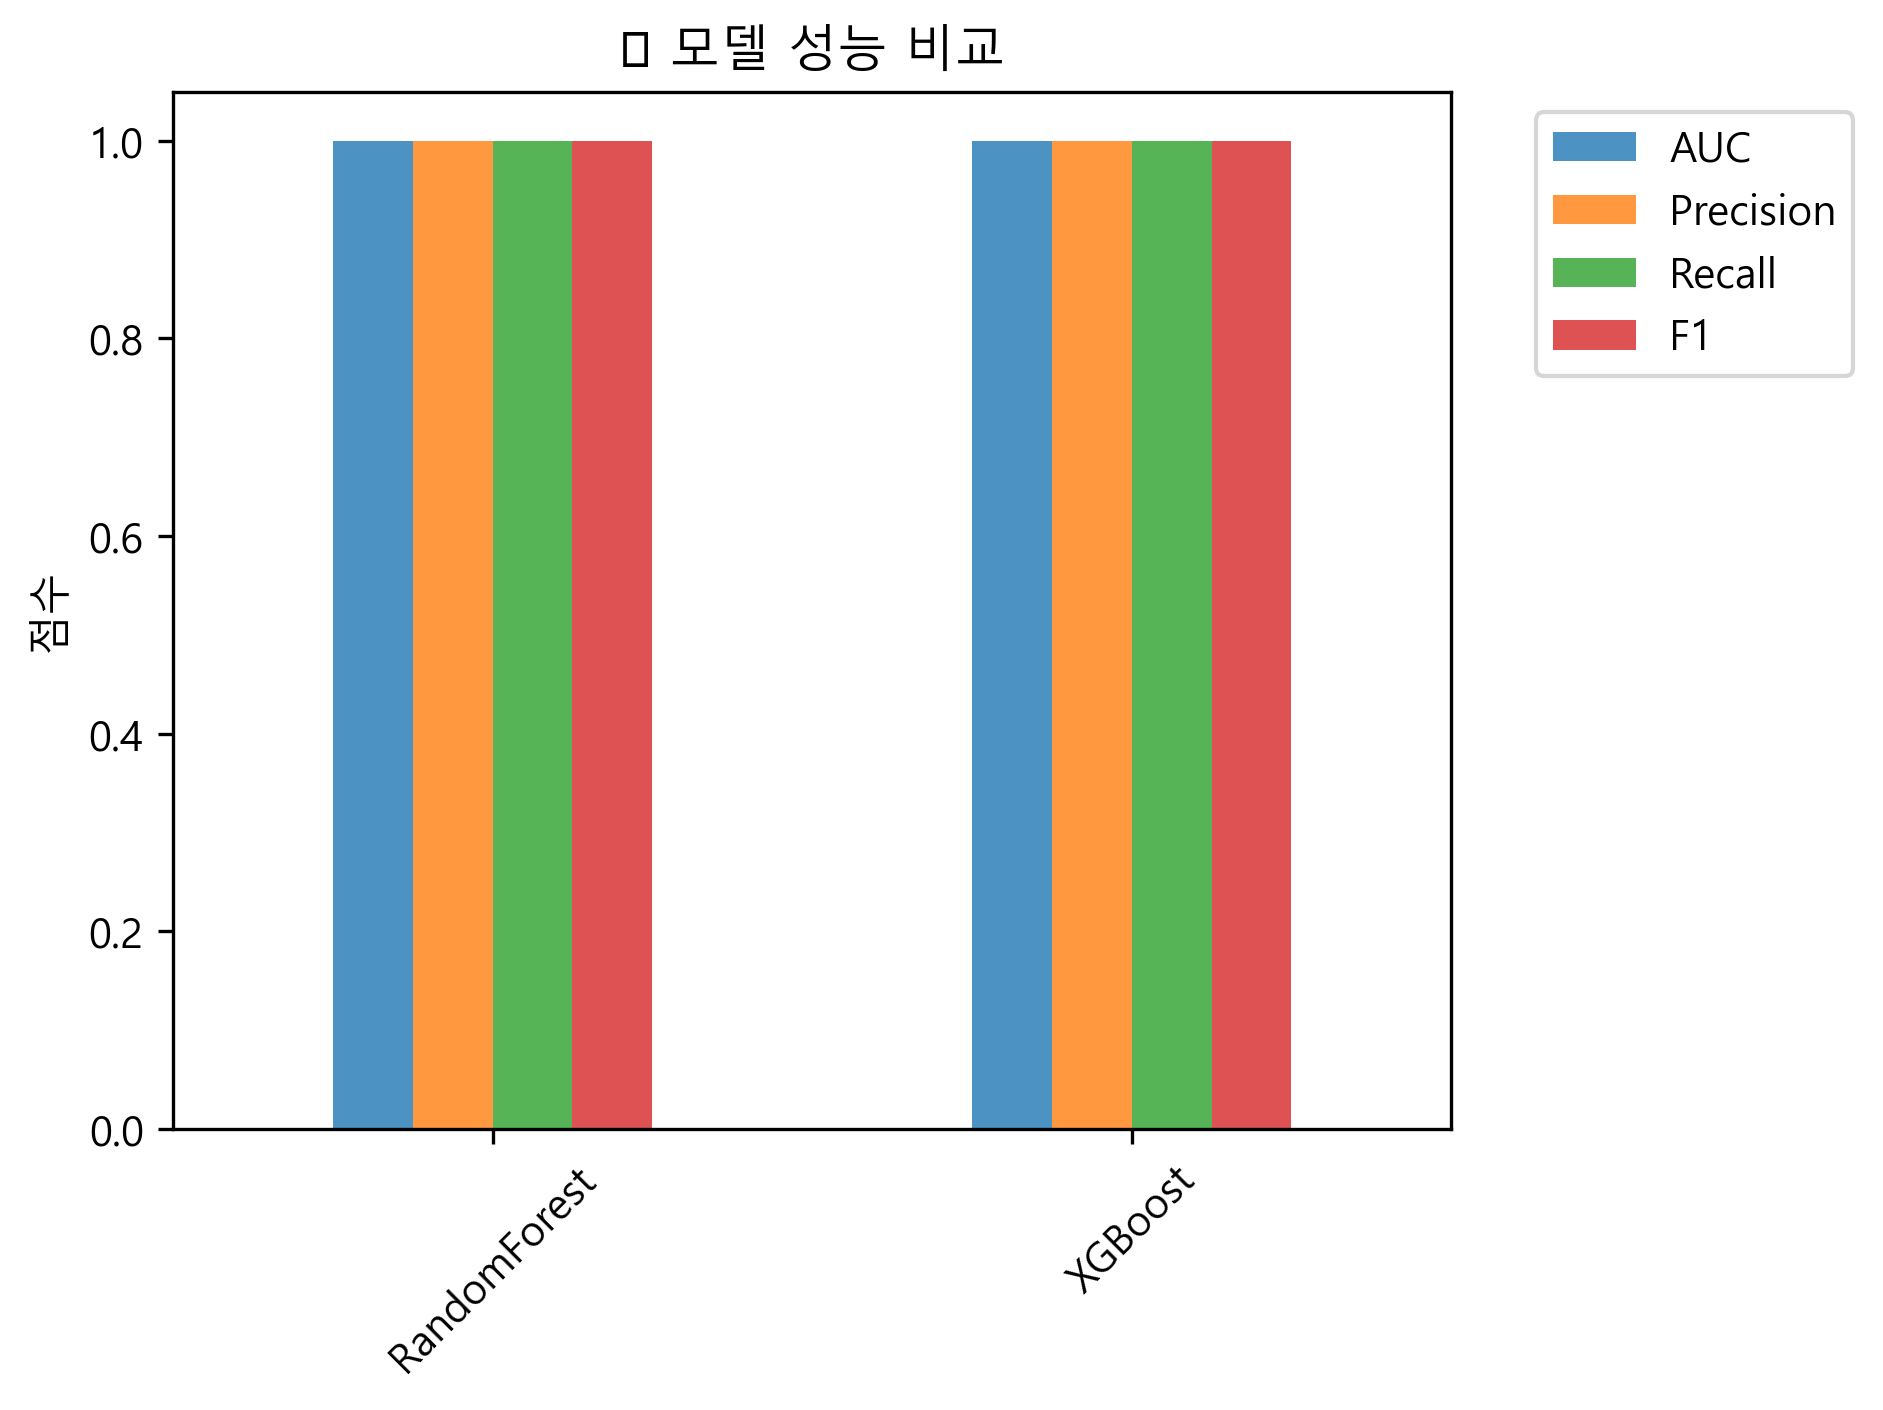 모델 성능 비교
점수
1.0
0.8
0.6
0.4
0.2
0.0
RandomForest
XGBoost
AUC
Precision
Recall
F1